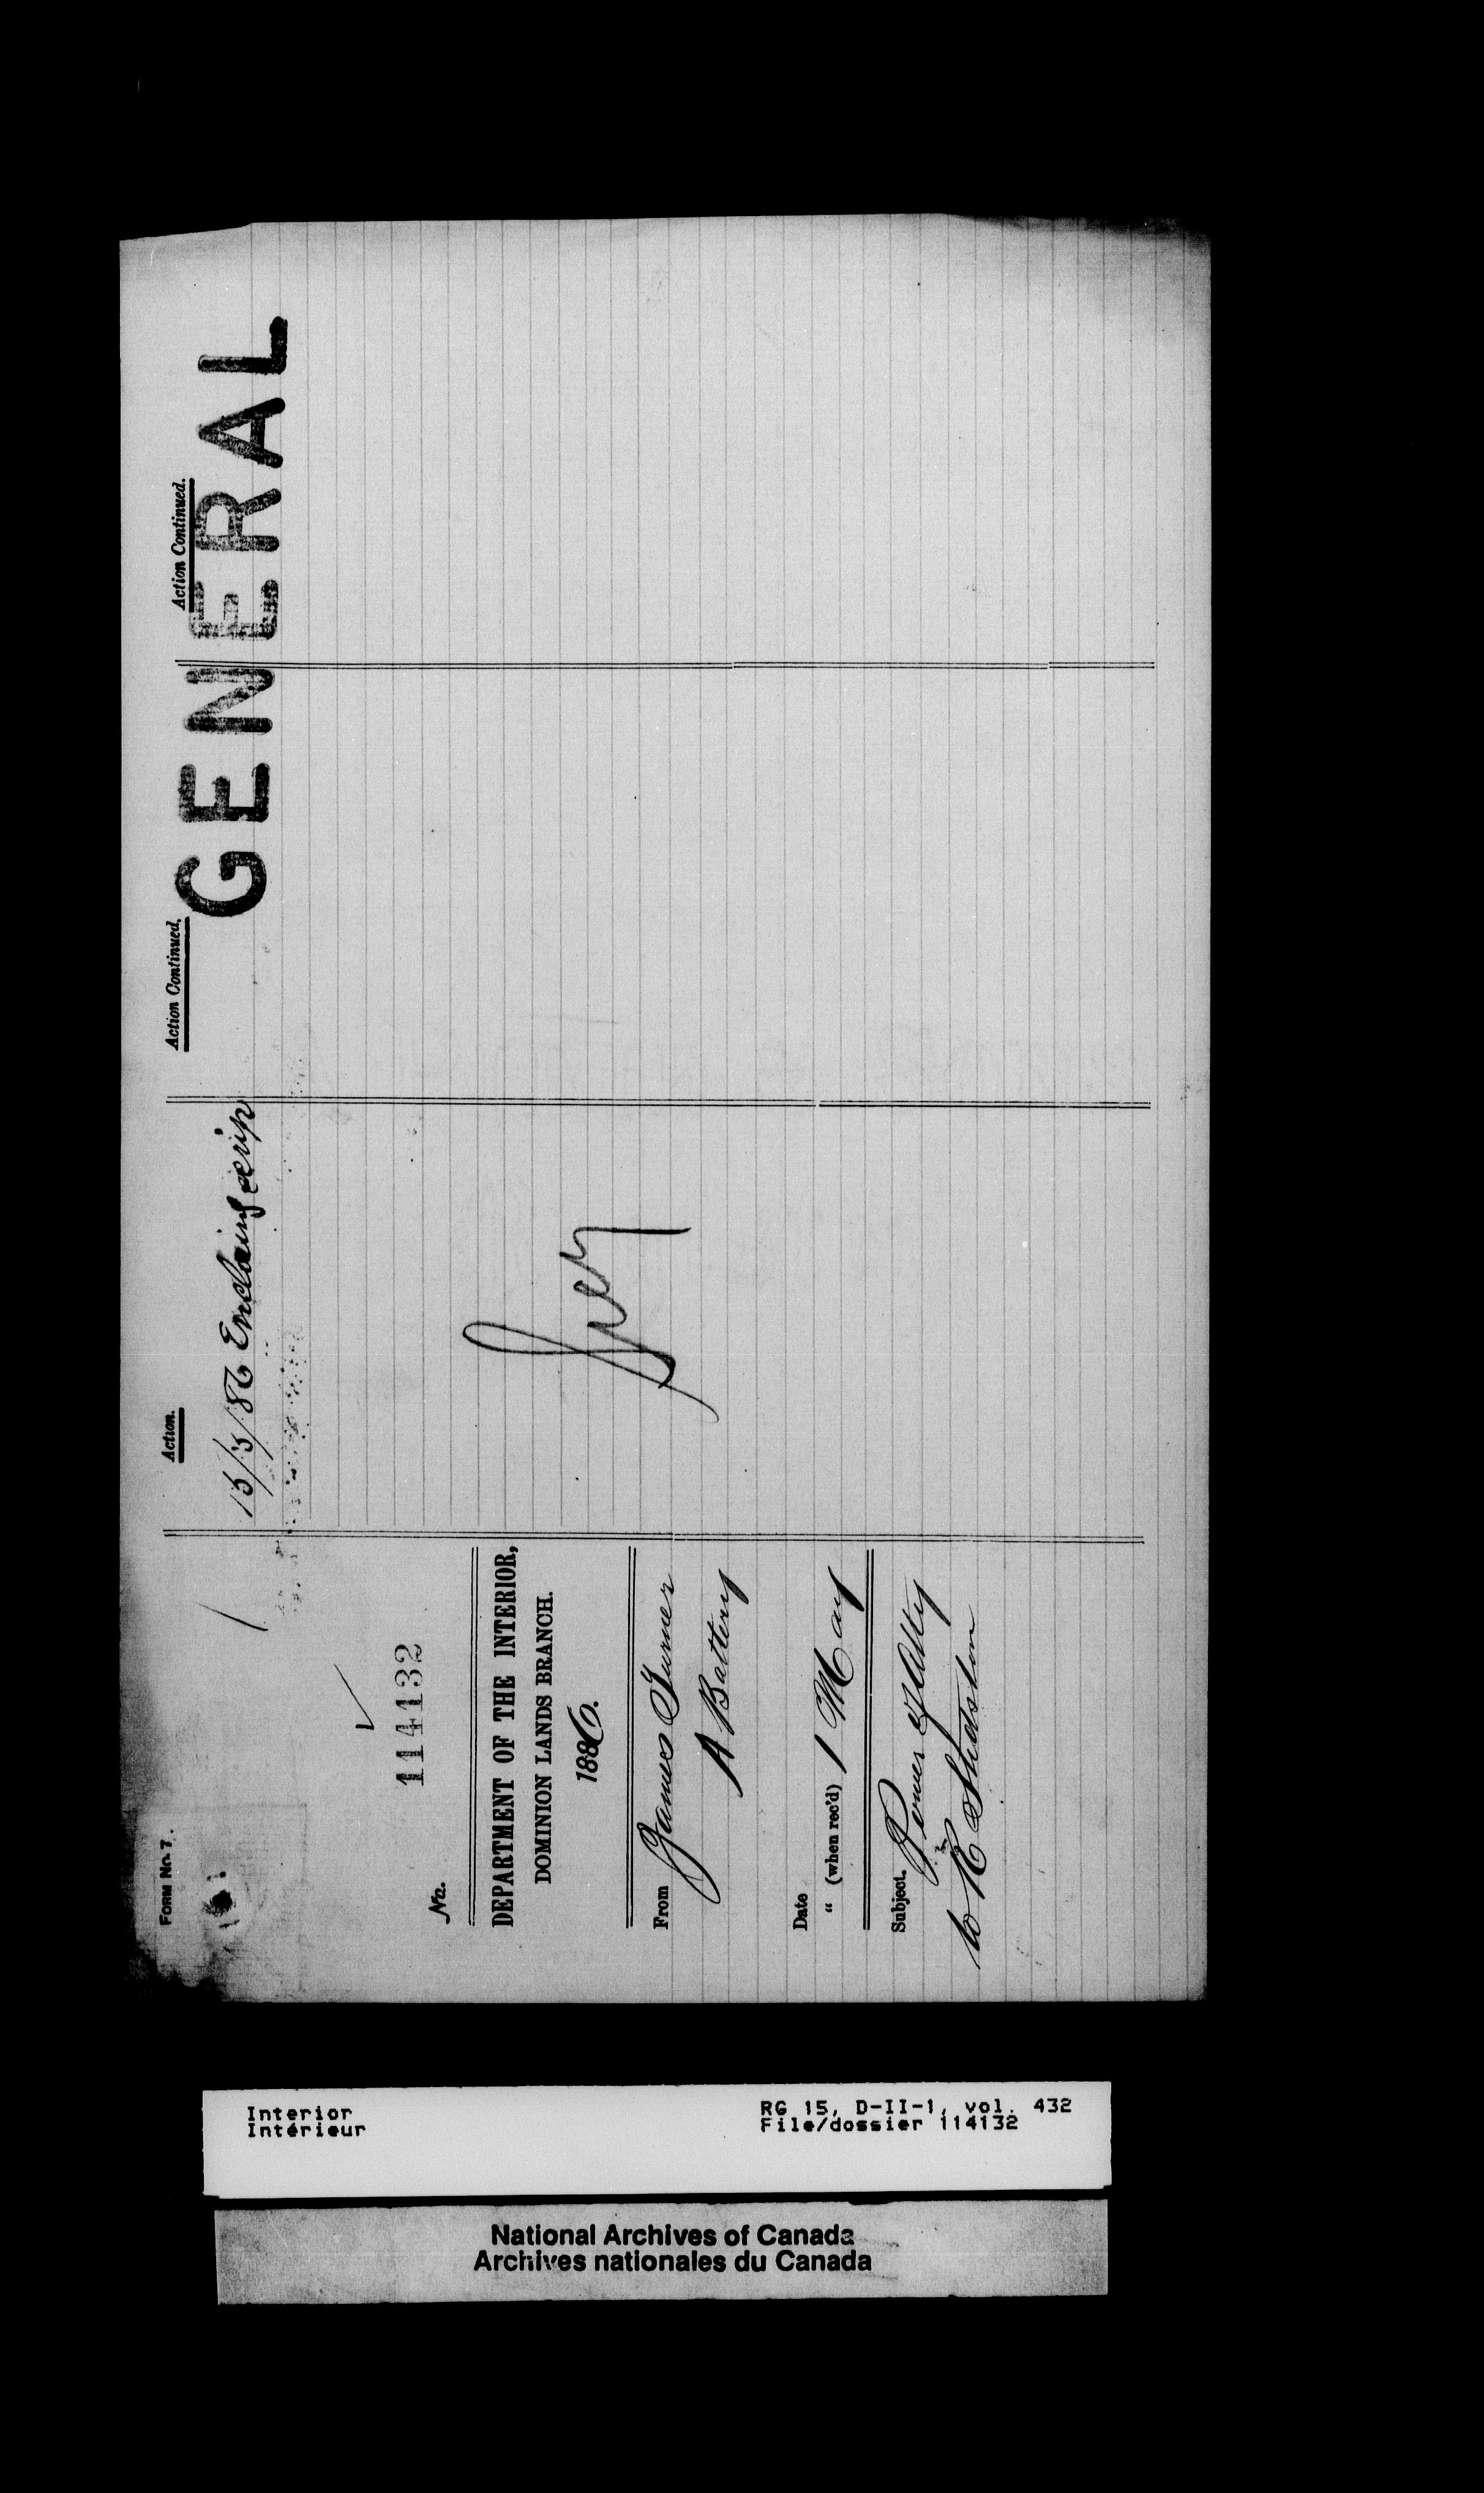 FORM No. 7.
114132
No.
DEPARTMENT OF THE INTERIOR,
DOMINION LANDS BRANCH.
1886.
From James Turner
A Battery
Date
" (when rec'd) 1 May
Subject. Power of Atty
to R
Action.
15/5/86 Enclosing scrip
Action Continued.
Action Continued.
GENERAL
Interior
Intérieur
RG 15, D-II-1, vol. 432
File/dossier 114132
National Archives of Canada
Archives nationales du Canada